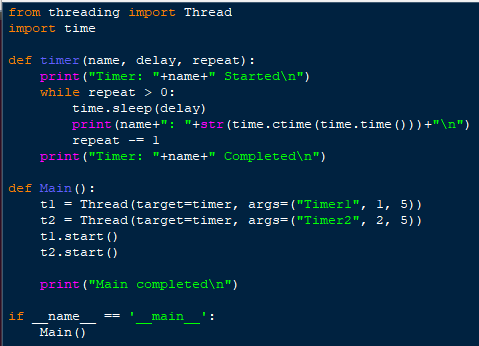 from threading import Thread
import time

def timer(name, delay, repeat):
    print("Timer: "+name+" Started\n")
    while repeat > 0:
        time.sleep(delay)
        print(name+": "+str(time.ctime(time.time()))+"\n")
        repeat -= 1
    print("Timer: "+name+" Completed\n")

def Main():
    t1 = Thread(target=timer, args=("Timer1", 1, 5))
    t2 = Thread(target=timer, args=("Timer2", 2, 5))
    t1.start()
    t2.start()

    print("Main completed\n")

if __name__ == '__main__':
    Main()